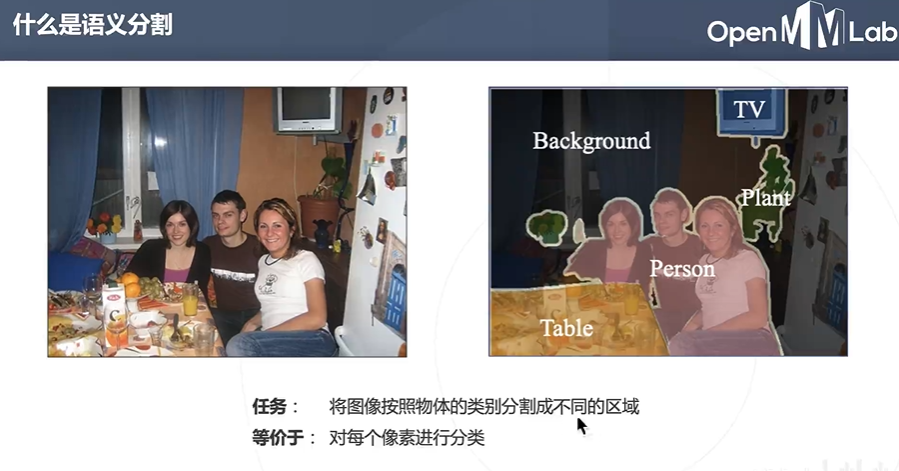 什么是语义分割
OpenMMLab
TV
Background
Plant
Person
Table
任务： 将图像按照物体的类别分割成不同的区域
等价于： 对每个像素进行分类